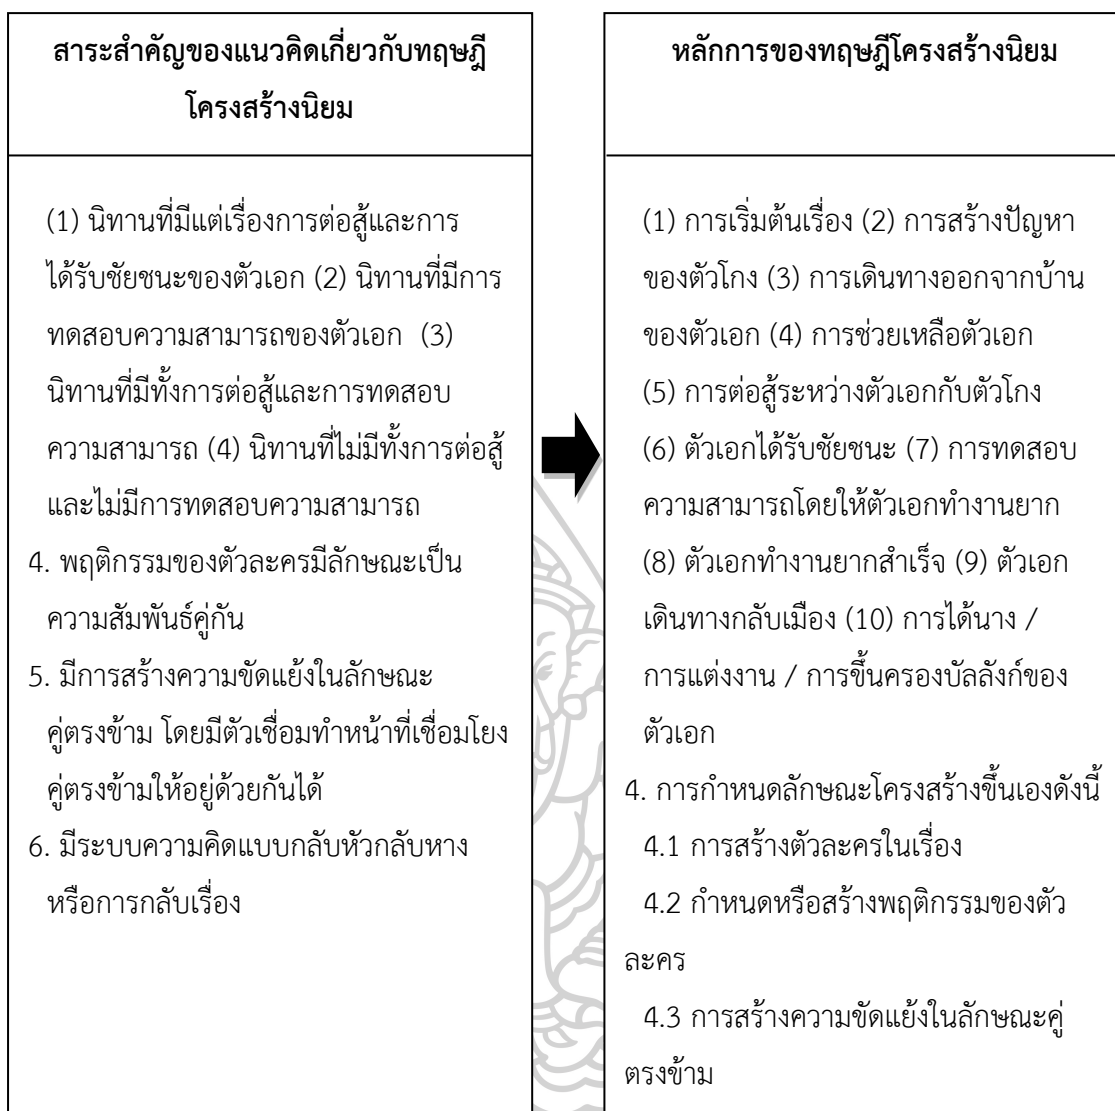 สาระสำคัญของแนวคิดเกี่ยวกับทฤษฎี
โครงสร้างนิยม
(1) นิทานที่มีแต่เรื่องการต่อสู้และการ
ได้รับชัยชนะของตัวเอก (2) นิทานที่มีการ
ทดสอบความสามารถของตัวเอก (3)
นิทานที่มีทั้งการต่อสู้และการทดสอบ
ความสามารถ (4) นิทานที่ไม่มีทั้งการต่อสู้
และไม่มีการทดสอบความสามารถ
4. พฤติกรรมของตัวละครมีลักษณะเป็น
ความสัมพันธ์คู่กัน
5. มีการสร้างความขัดแย้งในลักษณะ
คู่ตรงข้าม โดยมีตัวเชื่อมทำหน้าที่เชื่อมโยง
คู่ตรงข้ามให้อยู่ด้วยกันได้
6. มีระบบความคิดแบบกลับหัวกลับหาง
หรือการกลับเรื่อง
หลักการของทฤษฎีโครงสร้างนิยม
(1) การเริ่มต้นเรื่อง (2) การสร้างปัญหา
ของตัวโกง (3) การเดินทางออกจากบ้าน
ของตัวเอก (4) การช่วยเหลือตัวเอก
(5) การต่อสู้ระหว่างตัวเอกกับตัวโกง
(6) ตัวเอกได้รับชัยชนะ (7) การทดสอบ
ความสามารถโดยให้ตัวเอกทำงานยาก
(8) ตัวเอกทำงานยากสำเร็จ (9) ตัวเอก
เดินทางกลับเมือง (10) การได้นาง /
การแต่งงาน / การขึ้นครองบัลลังก์ของ
ตัวเอก
4. การกำหนดลักษณะโครงสร้างขึ้นเองดังนี้
4.1 การสร้างตัวละครในเรื่อง
4.2 กำหนดหรือสร้างพฤติกรรมของตัว
ละคร
4.3 การสร้างความขัดแย้งในลักษณะคู่
ตรงข้าม